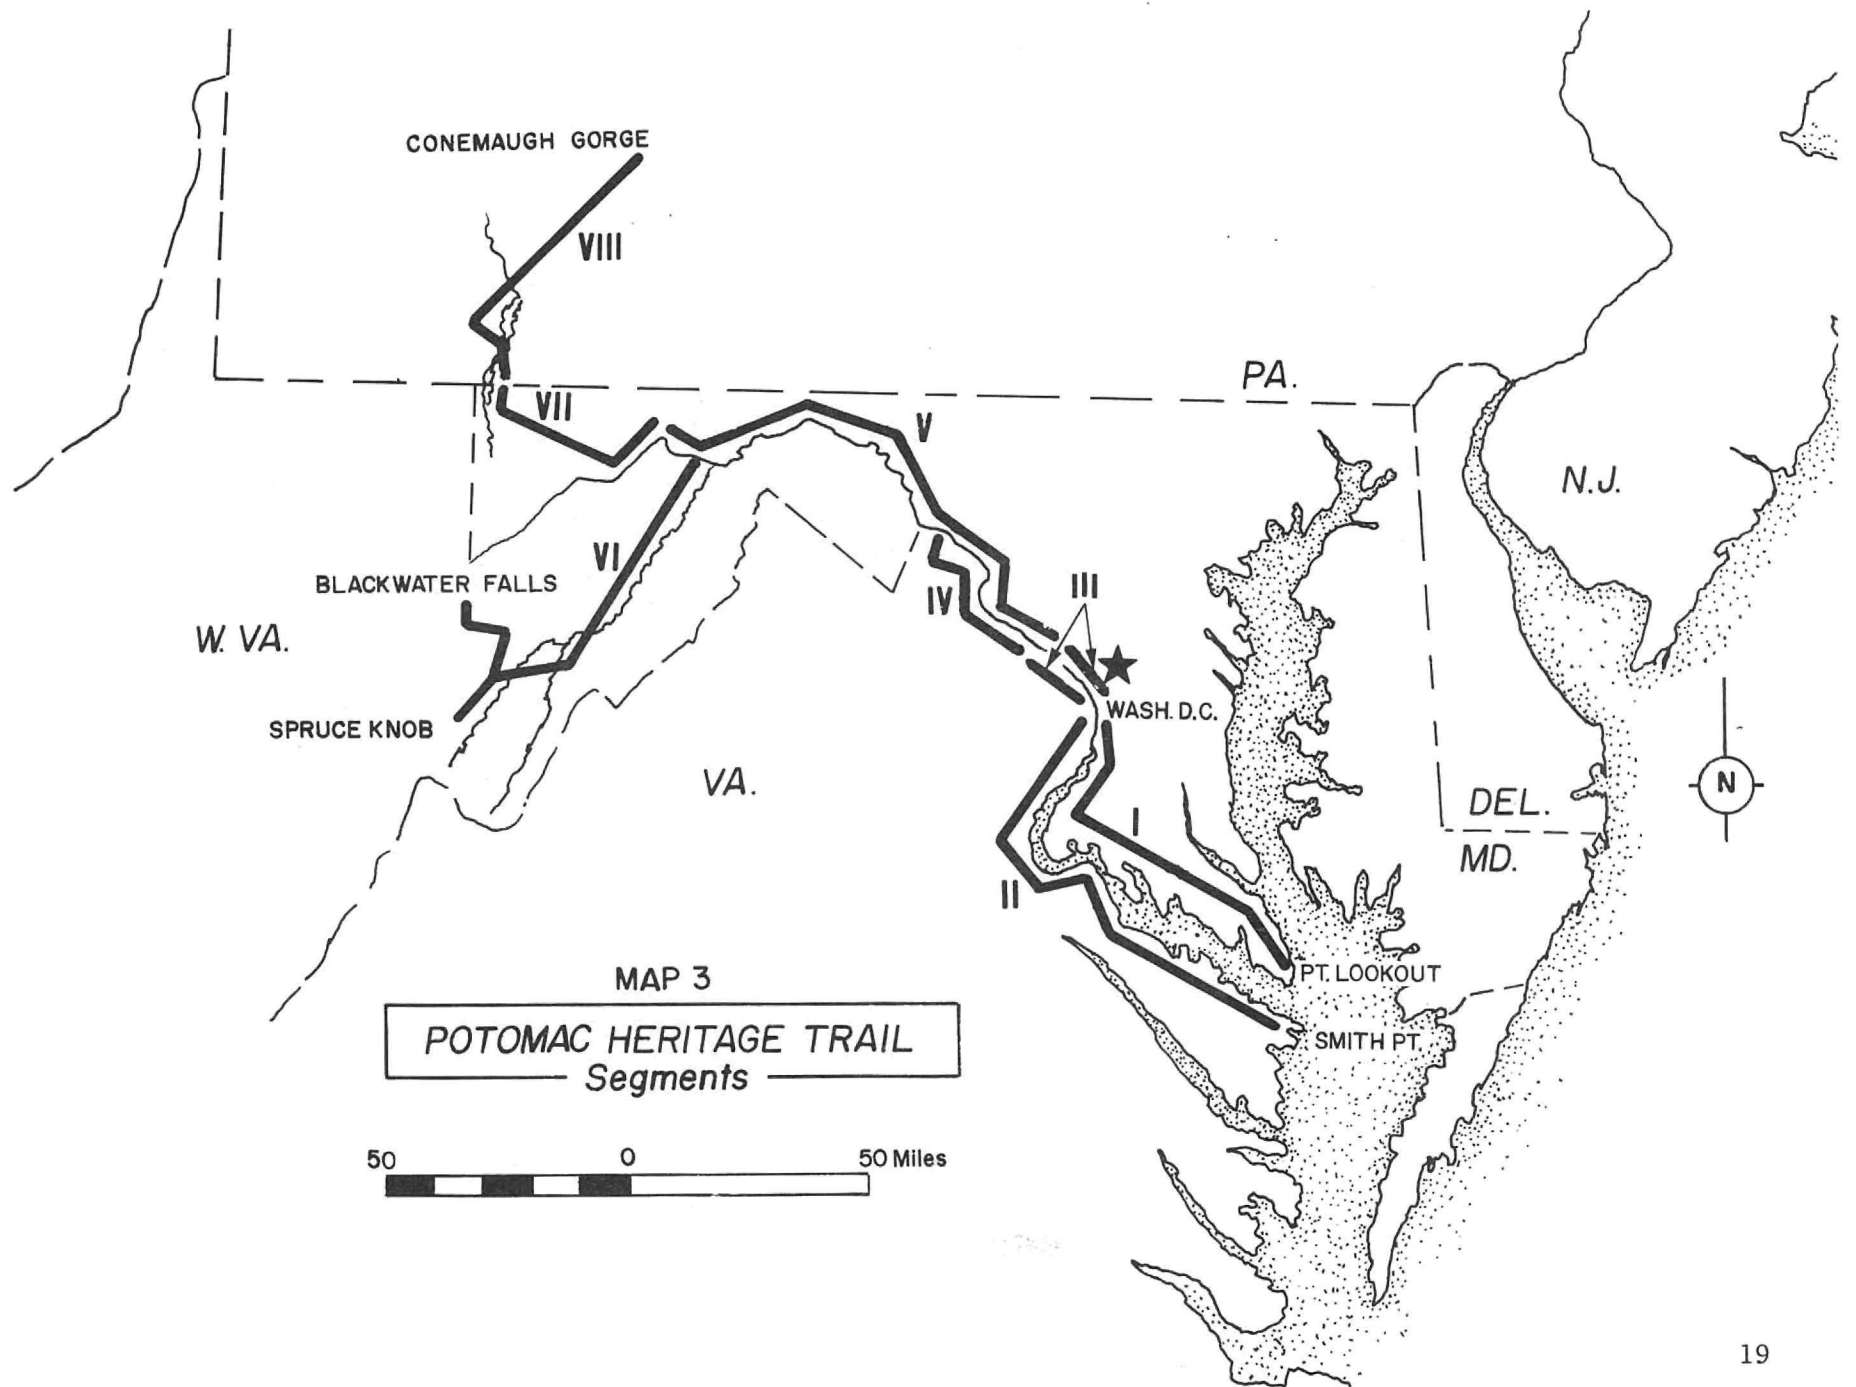 CONEMAUGH GORGE
VIII
PA.
VII
V
N.J.
VI
BLACKWATER FALLS
IV
III
W. VA.
WASH. D.C.
SPRUCE KNOB
VA.
N
DEL.
I
MD.
II
PT. LOOKOUT
MAP 3
POTOMAC HERITAGE TRAIL
SMITH PT.
Segments
50 0 50 Miles
19